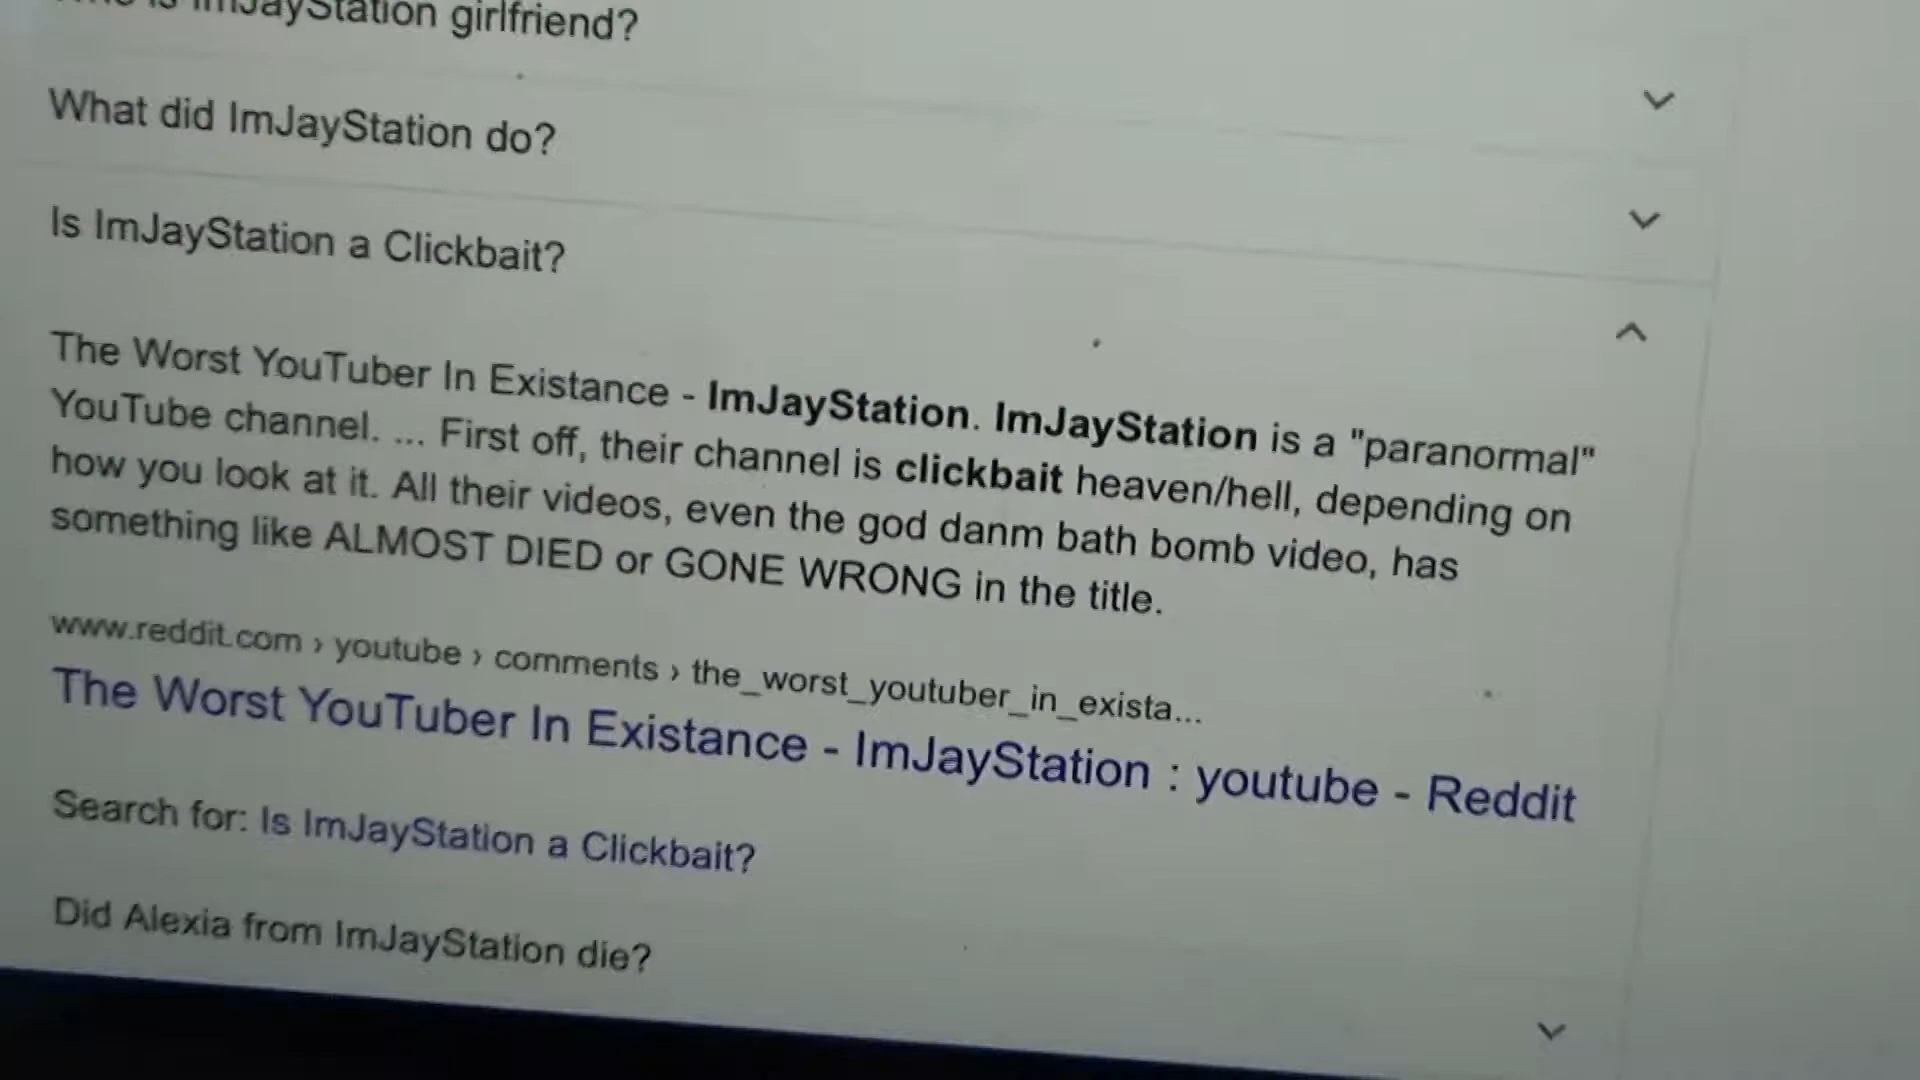 is ImJayStation girlfriend?
What did ImJayStation do?
Is ImJayStation a Clickbait?
The Worst YouTuber In Existance - ImJayStation. ImJayStation is a "paranormal"
YouTube channel. ... First off, their channel is clickbait heaven/hell, depending on
how you look at it. All their videos, even the god danm bath bomb video, has
something like ALMOST DIED or GONE WRONG in the title.
www.reddit.com › youtube › comments › the_worst_youtuber_in_exista...
The Worst YouTuber In Existance - ImJayStation : youtube - Reddit
Search for: Is ImJayStation a Clickbait?
Did Alexia from ImJayStation die?